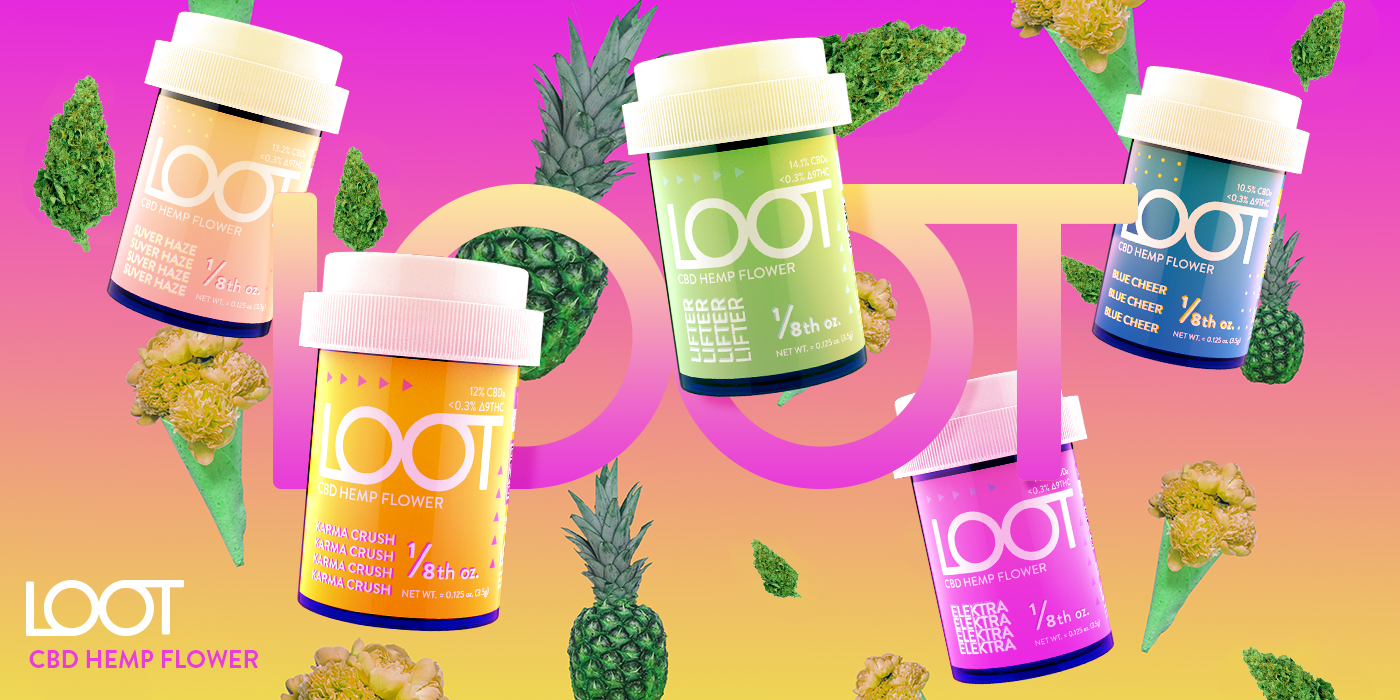 13.2% CBDa
<0.3% Δ9THC
LOOT
CBD HEMP FLOWER
SUVER HAZE
SUVER HAZE
SUVER HAZE
SUVER HAZE
1/8th oz.
NET WT. = 0.125 oz. (3.5g)
LOOT
12% CBDa
<0.3% Δ9THC
LOOT
CBD HEMP FLOWER
KARMA CRUSH
KARMA CRUSH
KARMA CRUSH
KARMA CRUSH
1/8th oz.
NET WT. = 0.125 oz. (3.5g)
14.1% CBDa
<0.3% Δ9THC
LOOT
CBD HEMP FLOWER
LIFTER
LIFTER
LIFTER
LIFTER
1/8th oz.
NET WT. = 0.125 oz. (3.5g)
10.5% CBDa
<0.3% Δ9THC
LOOT
CBD HEMP FLOWER
BLUE CHEER
BLUE CHEER
BLUE CHEER
1/8th oz.
NET WT. = 0.125 oz. (3.5g)
<0.3% Δ9THC
LOOT
CBD HEMP FLOWER
ELEKTRA
ELEKTRA
ELEKTRA
ELEKTRA
1/8th oz.
NET WT. = 0.125 oz. (3.5g)
LOOT
CBD HEMP FLOWER